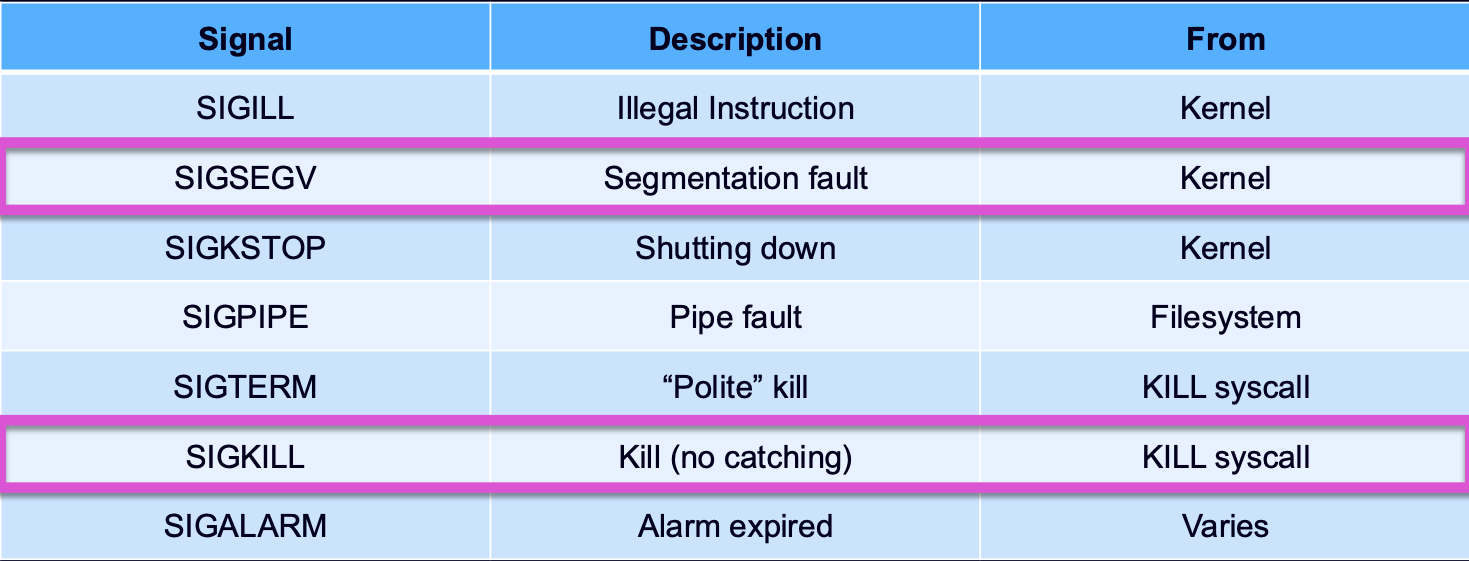 Signal Description From
SIGILL Illegal Instruction Kernel
SIGSEGV Segmentation fault Kernel
SIGKSTOP Shutting down Kernel
SIGPIPE Pipe fault Filesystem
SIGTERM “Polite” kill KILL syscall
SIGKILL Kill (no catching) KILL syscall
SIGALARM Alarm expired Varies